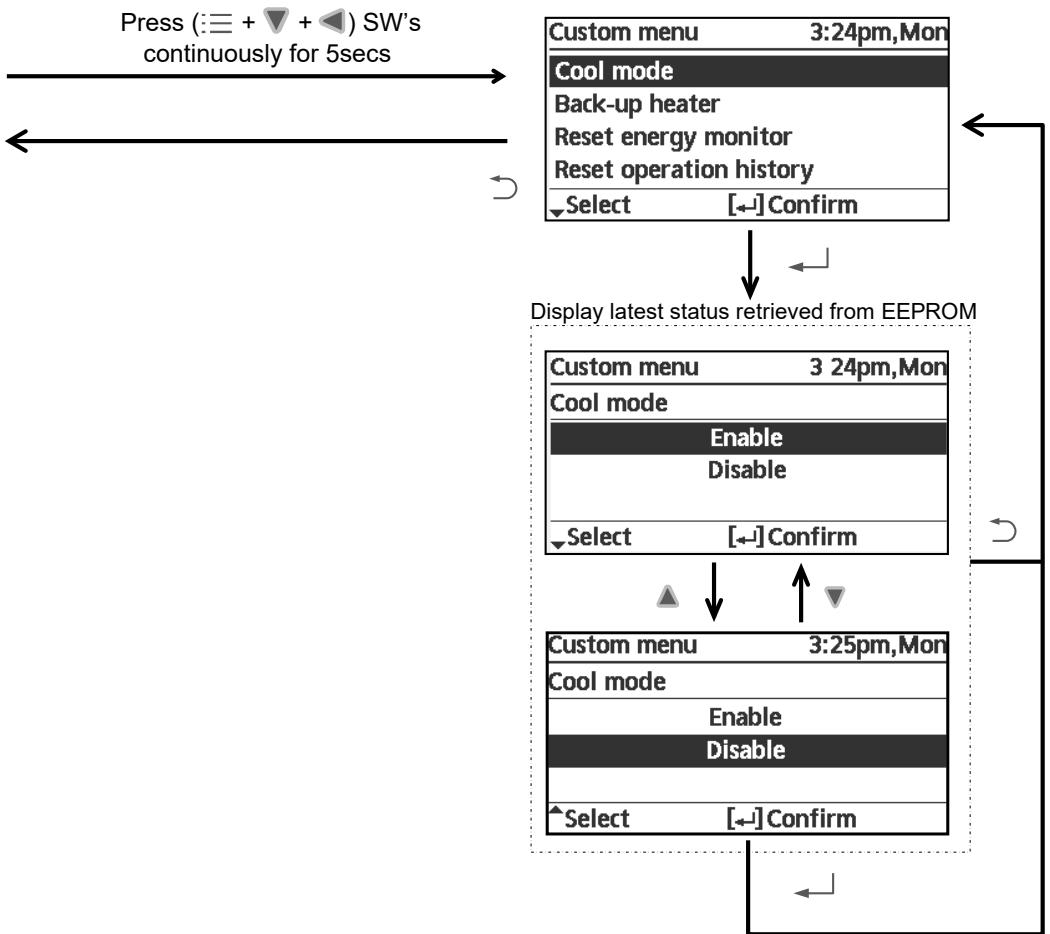 Press (☰ + ▼ + ◀) SW's
continuously for 5secs
Custom menu 3:24pm,Mon
Cool mode
Back-up heater
Reset energy monitor
Reset operation history
Select [↵] Confirm
Display latest status retrieved from EEPROM
Custom menu 3 24pm,Mon
Cool mode
Enable
Disable
Select [↵] Confirm
Custom menu 3:25pm,Mon
Cool mode
Enable
Disable
Select [↵] Confirm